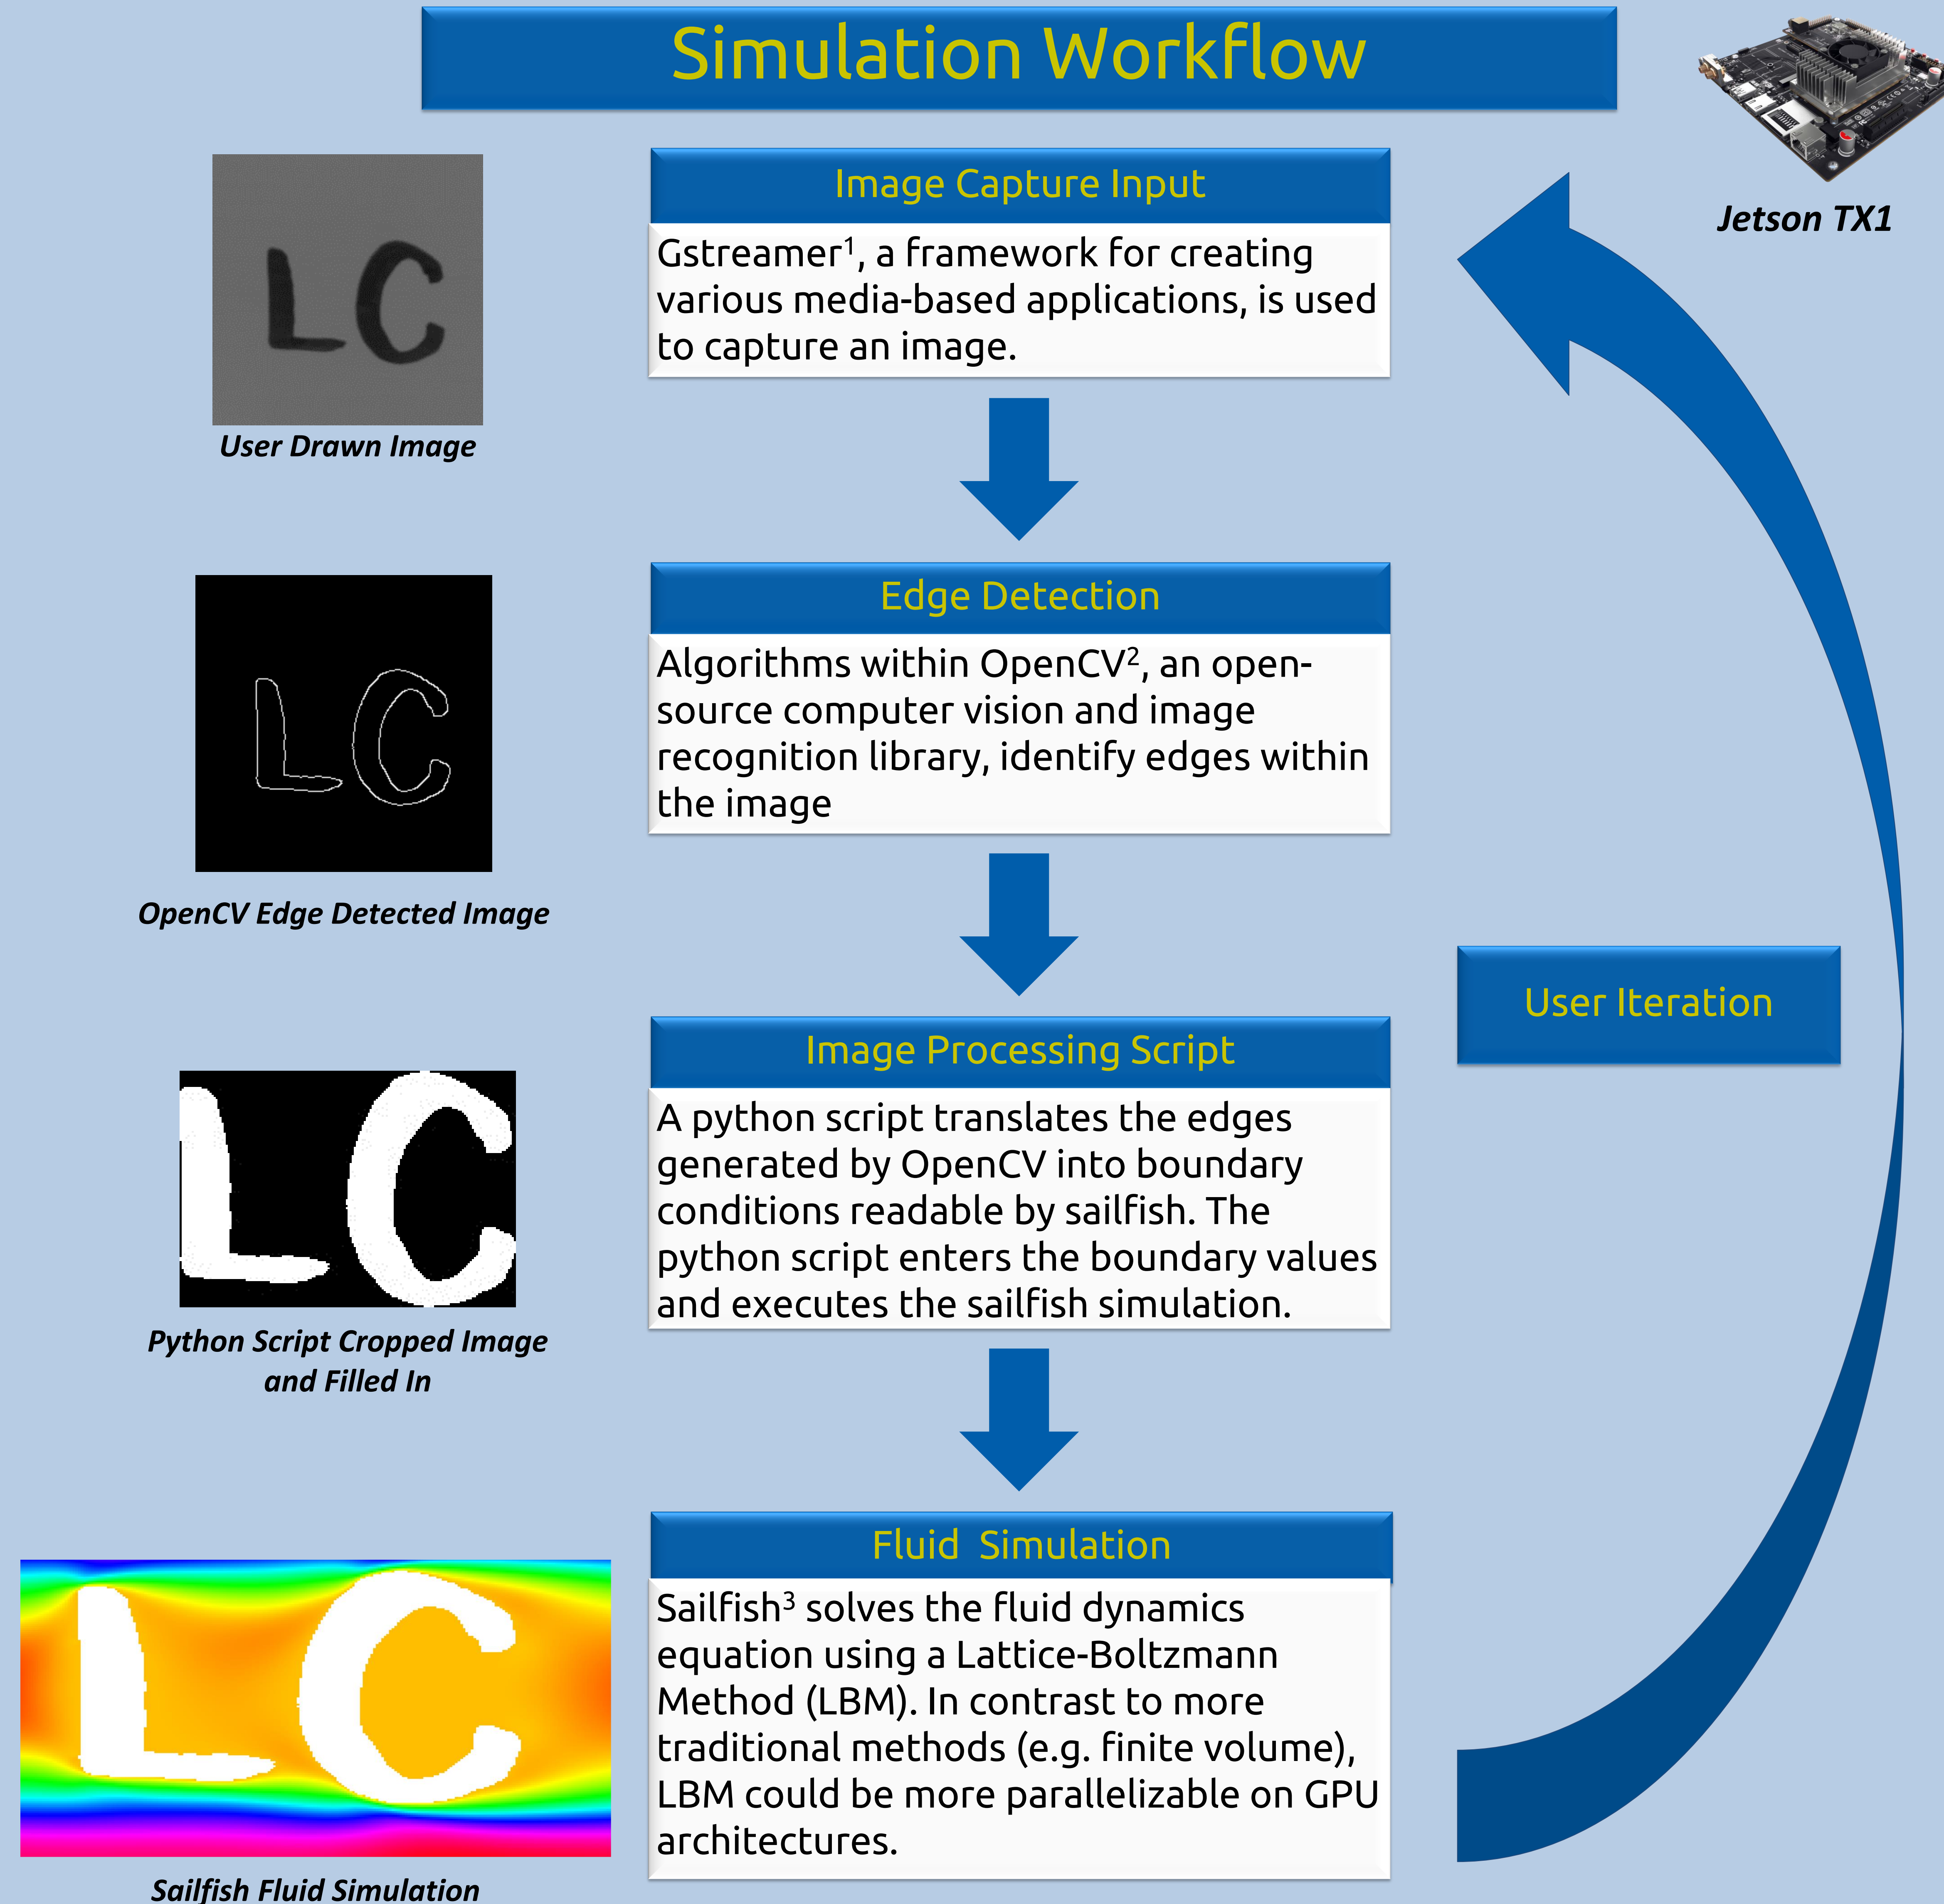 Simulation Workflow
Jetson TX1
LC
User Drawn Image
Image Capture Input
Gstreamer¹, a framework for creating
various media-based applications, is used
to capture an image.
LC
OpenCV Edge Detected Image
Edge Detection
Algorithms within OpenCV², an open-
source computer vision and image
recognition library, identify edges within
the image
User Iteration
LC
Python Script Cropped Image
and Filled In
Image Processing Script
A python script translates the edges
generated by OpenCV into boundary
conditions readable by sailfish. The
python script enters the boundary values
and executes the sailfish simulation.
LC
Sailfish Fluid Simulation
Fluid Simulation
Sailfish³ solves the fluid dynamics
equation using a Lattice-Boltzmann
Method (LBM). In contrast to more
traditional methods (e.g. finite volume),
LBM could be more parallelizable on GPU
architectures.